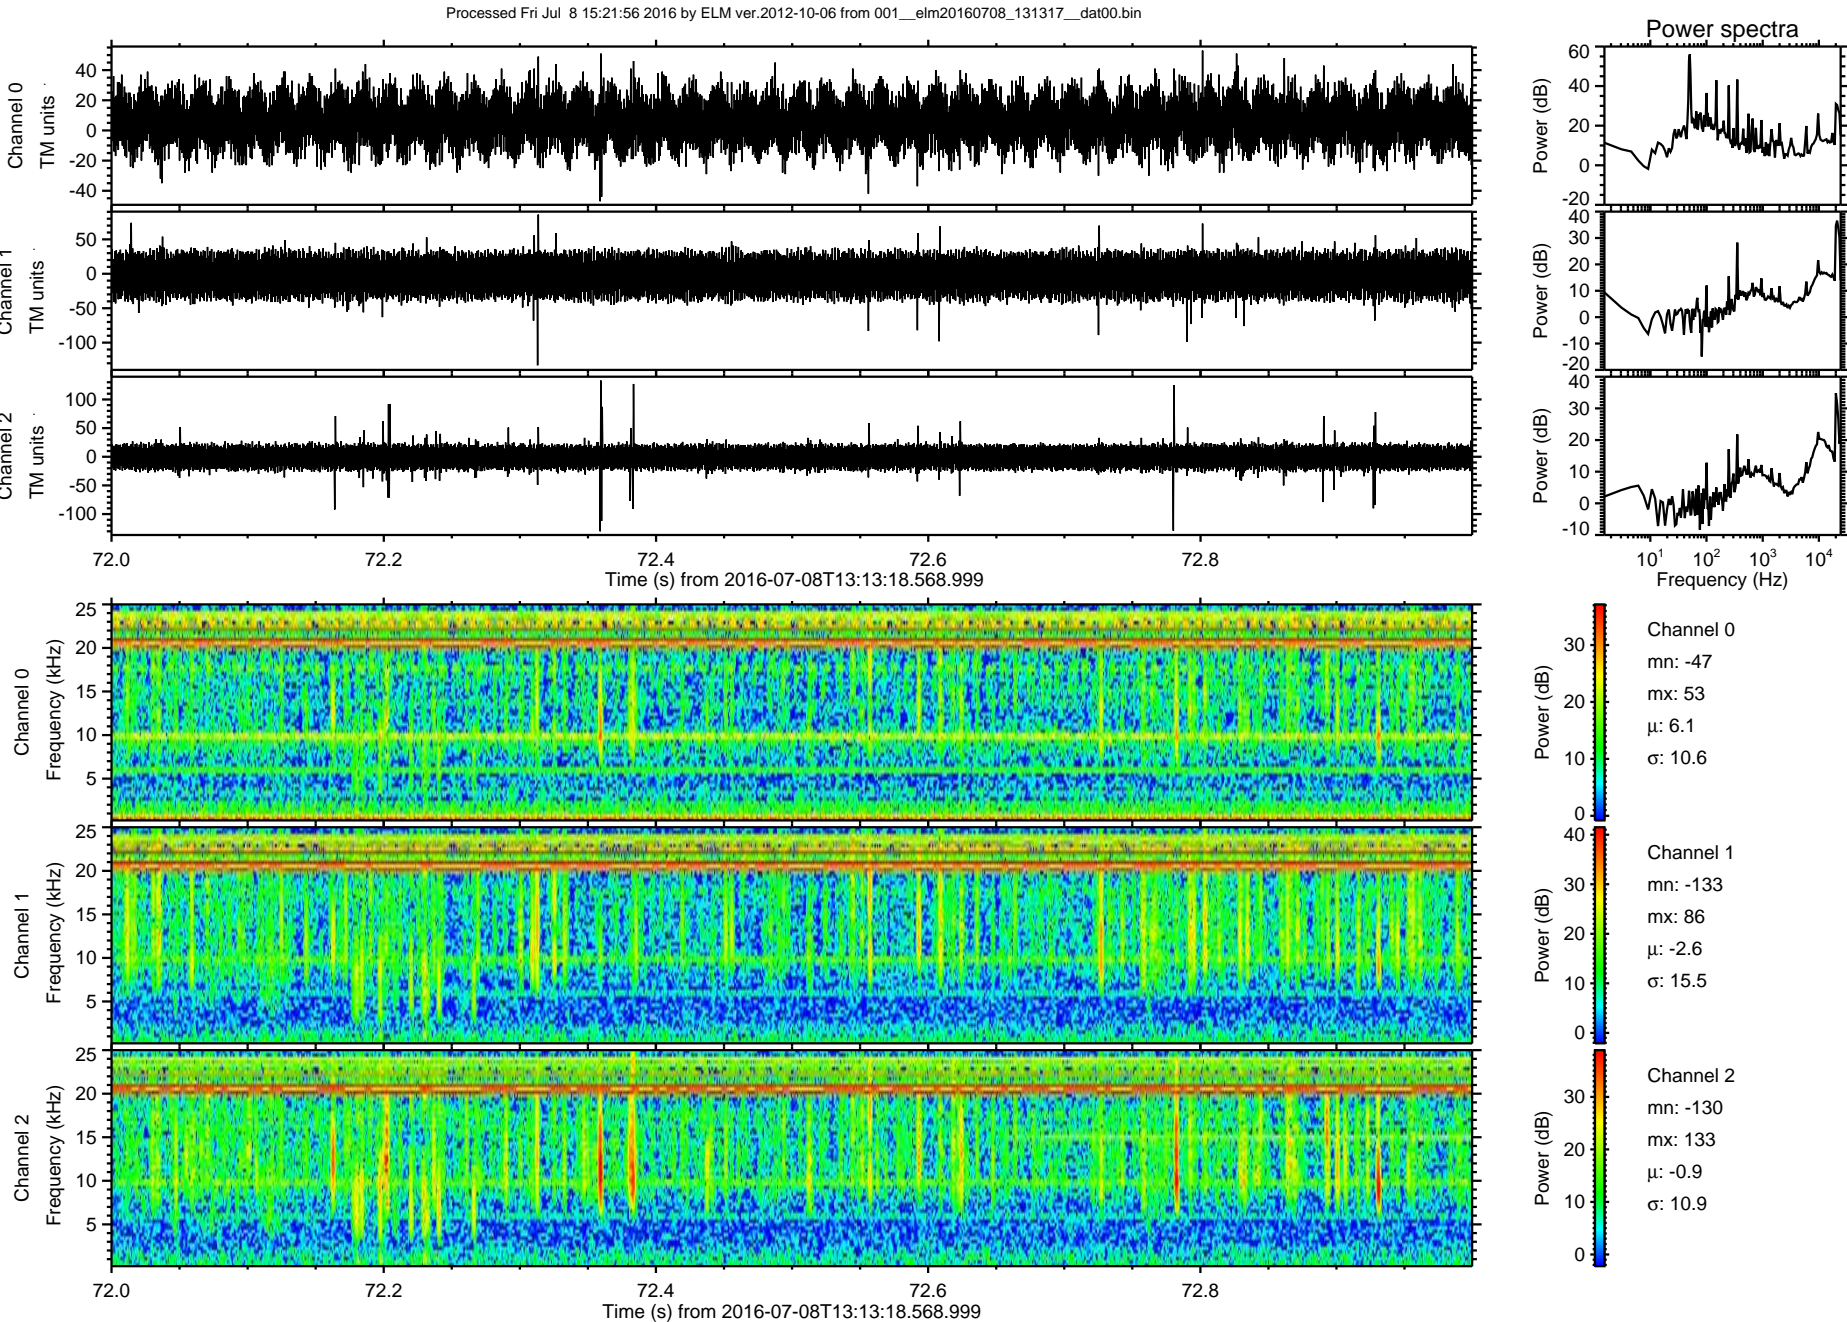 Processed Fri Jul 8 15:21:56 2016 by ELM ver.2012-10-06 from 001__elm20160708_131317__dat00.bin
Power spectra
Channel 0
TM units
40
20
0
-20
-40
Power (dB)
60
40
20
0
-20
Channel 1
TM units
50
0
-50
-100
Power (dB)
40
30
20
10
0
-10
-20
Channel 2
TM units
100
50
0
-50
-100
Power (dB)
40
30
20
10
0
-10
72.0 72.2 72.4 72.6 72.8
Time (s) from 2016-07-08T13:13:18.568.999
10^1 10^2 10^3 10^4
Frequency (Hz)
Channel 0
Frequency (kHz)
25
20
15
10
5
Power (dB)
30
20
10
0
Channel 0
mn: -47
mx: 53
μ: 6.1
σ: 10.6
Channel 1
Frequency (kHz)
25
20
15
10
5
Power (dB)
40
30
20
10
0
Channel 1
mn: -133
mx: 86
μ: -2.6
σ: 15.5
Channel 2
Frequency (kHz)
25
20
15
10
5
Power (dB)
30
20
10
0
Channel 2
mn: -130
mx: 133
μ: -0.9
σ: 10.9
72.0 72.2 72.4 72.6 72.8
Time (s) from 2016-07-08T13:13:18.568.999